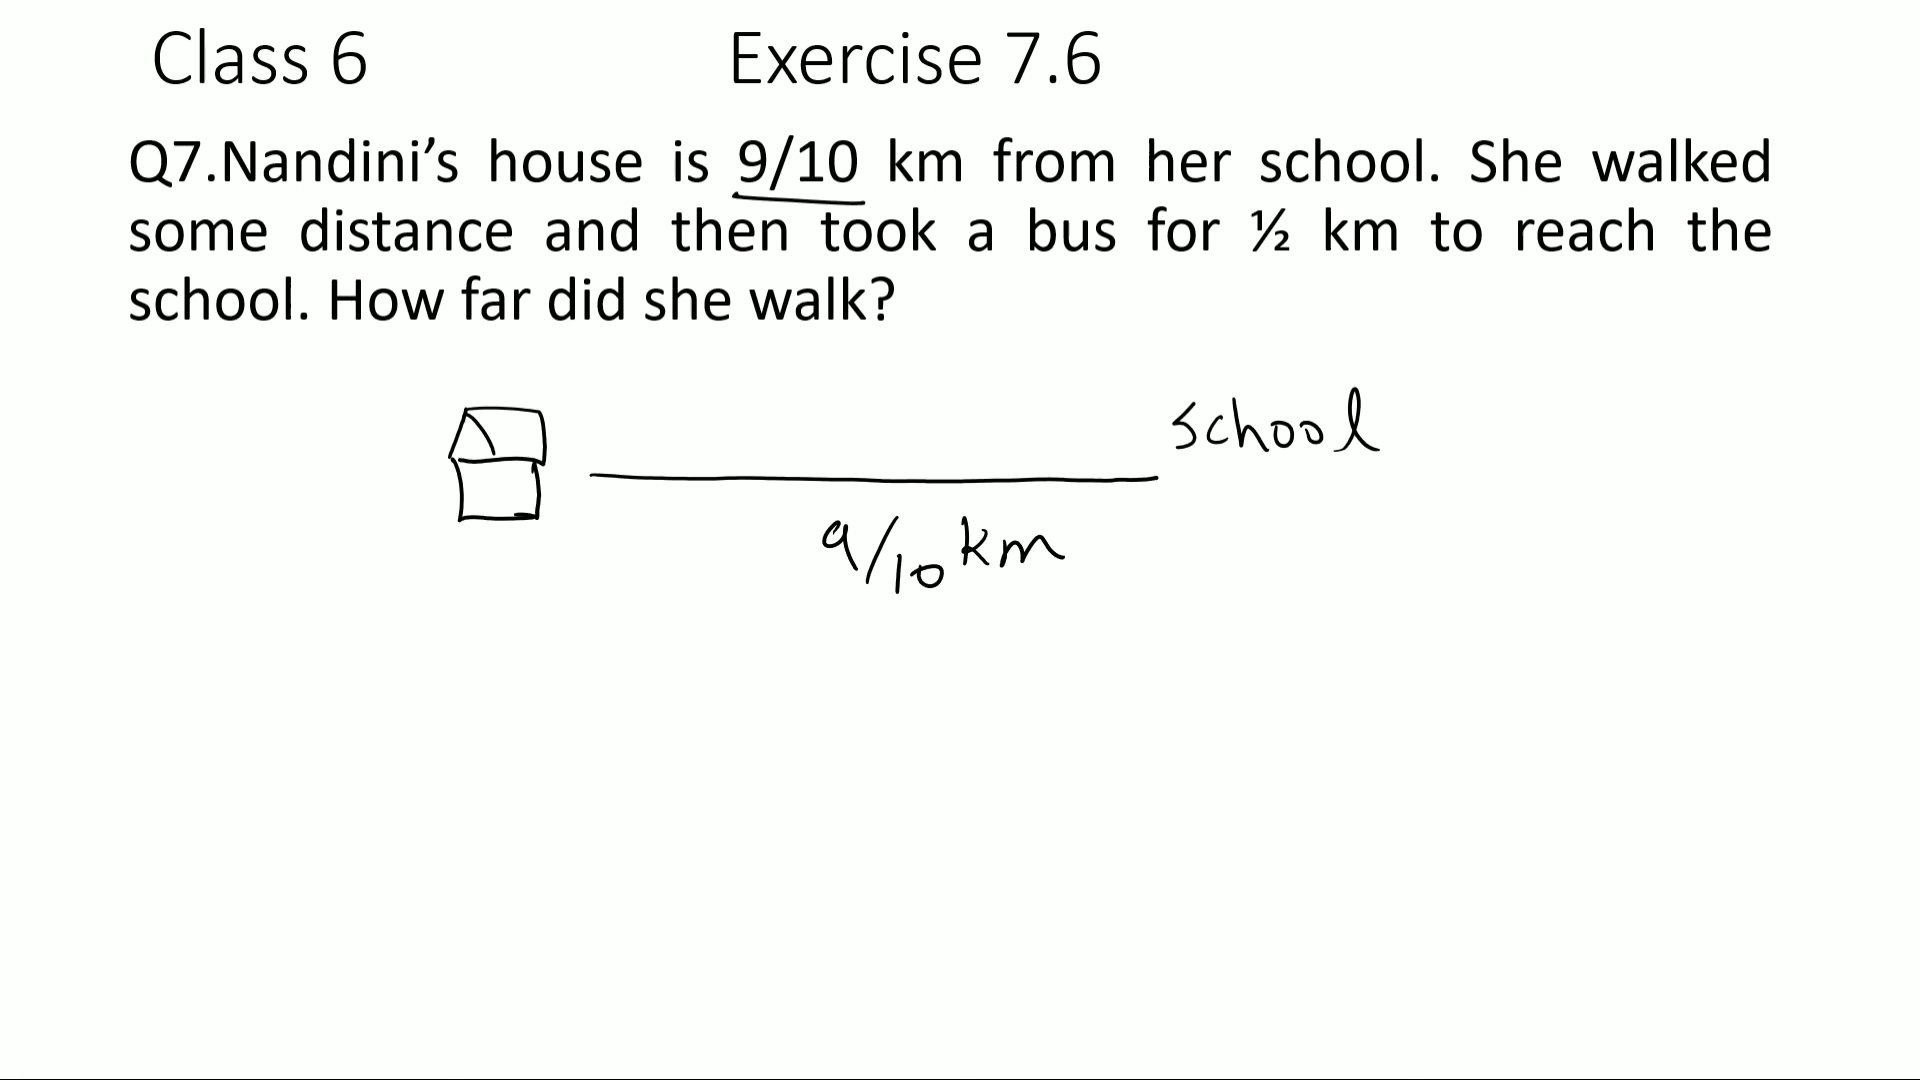 Class 6 Exercise 7.6
Q7.Nandini’s house is 9/10 km from her school. She walked
some distance and then took a bus for ½ km to reach the
school. How far did she walk?
school
9/10 km